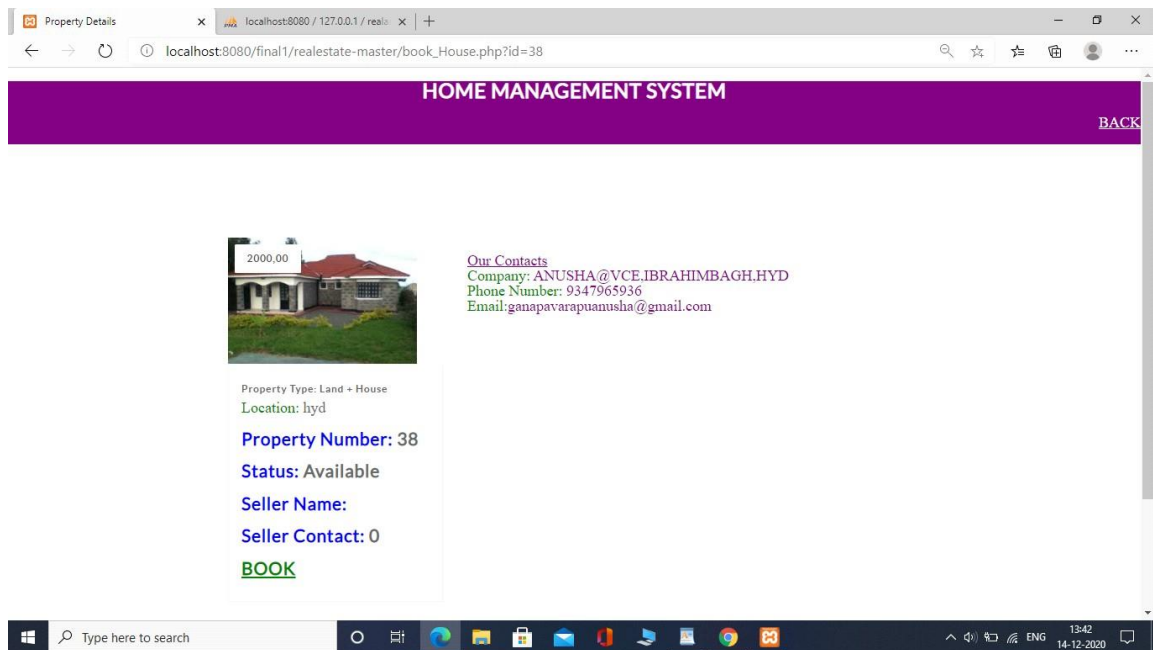 Property Details
localhost:8080 / 127.0.0.1 / reala
localhost:8080/final1/realestate-master/book_House.php?id=38
HOME MANAGEMENT SYSTEM
BACK
2000,00
Our Contacts
Company: ANUSHA@VCE,IBRAHIMBAGH,HYD
Phone Number: 9347965936
Email:ganapavarapuanusha@gmail.com
Property Type: Land + House
Location: hyd
Property Number: 38
Status: Available
Seller Name:
Seller Contact: 0
BOOK
Type here to search
ENG
13:42
14-12-2020